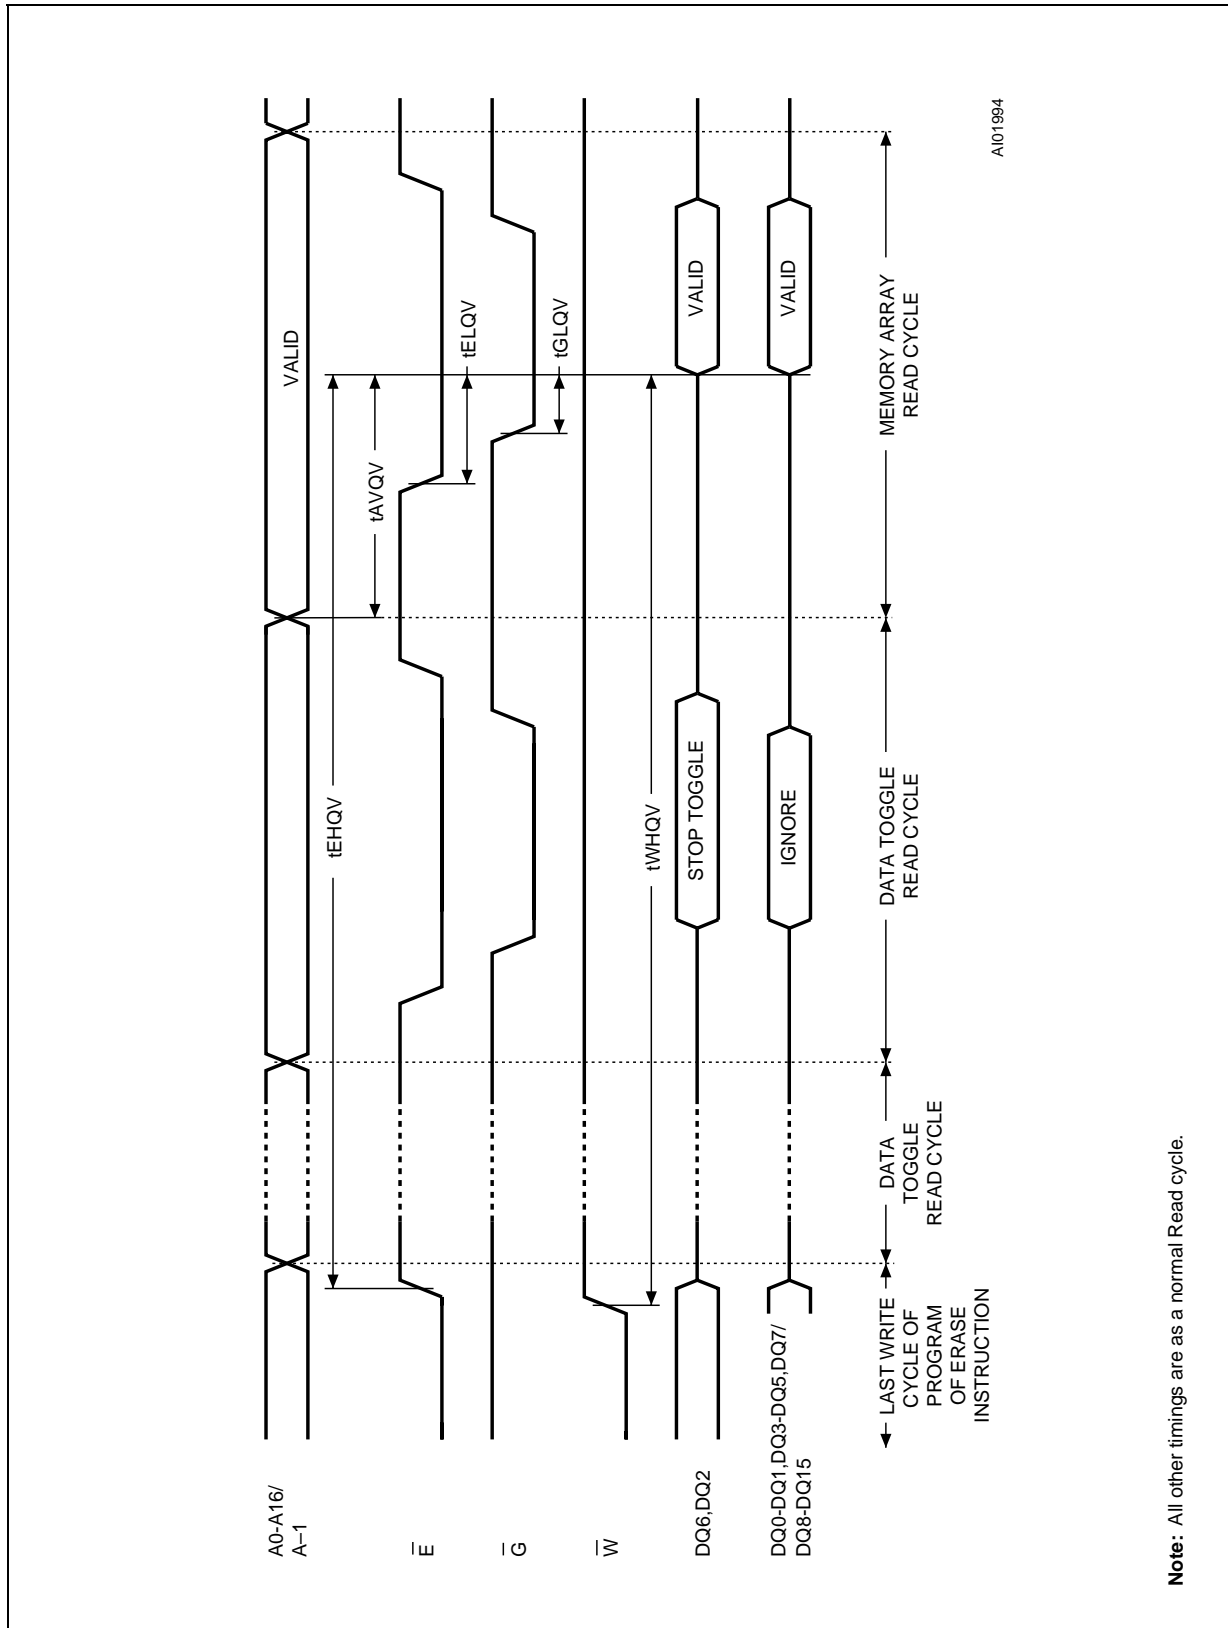 A0-A16/
A–1
VALID
tEHQV
tAVQV
E
tELQV
G
tGLQV
W
tWHQV
DQ6,DQ2
STOP TOGGLE
VALID
DQ0-DQ1,DQ3-DQ5,DQ7/
DQ8-DQ15
IGNORE
VALID
LAST WRITE
CYCLE OF
PROGRAM
OF ERASE
INSTRUCTION
DATA
TOGGLE
READ CYCLE
DATA TOGGLE
READ CYCLE
MEMORY ARRAY
READ CYCLE
AI01994
Note: All other timings are as a normal Read cycle.